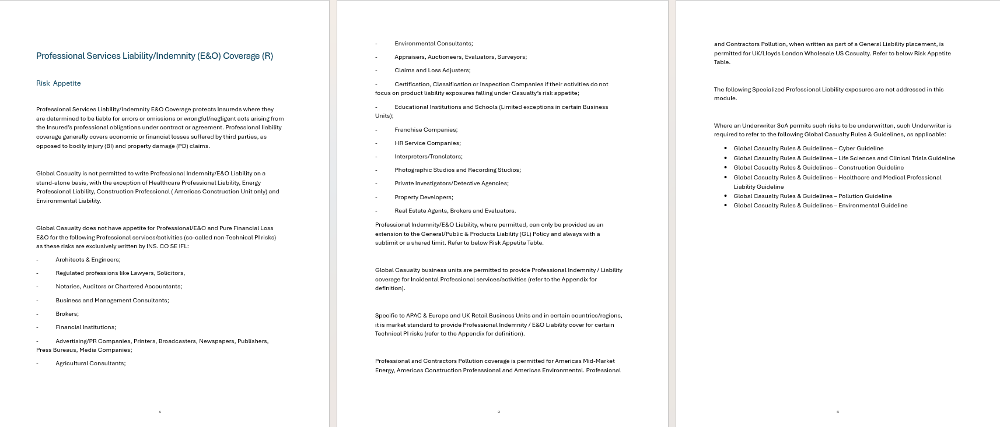 Professional Services Liability/Indemnity (E&O) Coverage (R)
Risk Appetite
Professional Services Liability/Indemnity E&O Coverage protects Insureds where they
are determined to be liable for errors or omissions or wrongful/negligent acts arising from
the Insured's professional obligations under contract or agreement. Professional liability
coverage generally covers economic or financial losses suffered by third parties, as
opposed to bodily injury (BI) and property damage (PD) claims.
Global Casualty is not permitted to write Professional Indemnity/E&O Liability on a
stand-alone basis, with the exception of Healthcare Professional Liability, Energy
Professional Liability, Construction Professional ( Americas Construction Unit only) and
Environmental Liability.
Global Casualty does not have appetite for Professional/E&O and Pure Financial Loss
E&O for the following Professional services/activities (so-called non-Technical PI risks)
as these risks are exclusively written by INS. CO SE IFL:
- Architects & Engineers;
- Regulated professions like Lawyers, Solicitors,
- Notaries, Auditors or Chartered Accountants;
- Business and Management Consultants;
- Brokers;
- Financial Institutions;
- Advertising/PR Companies, Printers, Broadcasters, Newspapers, Publishers,
Press Bureaus, Media Companies;
- Agricultural Consultants;
1
- Environmental Consultants;
- Appraisers, Auctioneers, Evaluators, Surveyors;
- Claims and Loss Adjusters;
- Certification, Classification or Inspection Companies if their activities do not
focus on product liability exposures falling under Casualty's risk appetite;
- Educational Institutions and Schools (Limited exceptions in certain Business
Units);
- Franchise Companies;
- HR Service Companies;
- Interpreters/Translators;
- Photographic Studios and Recording Studios;
- Private Investigators/Detective Agencies;
- Property Developers;
- Real Estate Agents, Brokers and Evaluators.
Professional Indemnity/E&O Liability, where permitted, can only be provided as an
extension to the General/Public & Products Liability (GL) Policy and always with a
sublimit or a shared limit. Refer to below Risk Appetite Table.
Global Casualty business units are permitted to provide Professional Indemnity / Liability
coverage for Incidental Professional services/activities (refer to the Appendix for
definition).
Specific to APAC & Europe and UK Retail Business Units and in certain countries/regions,
it is market standard to provide Professional Indemnity / E&O Liability cover for certain
Technical PI risks (refer to the Appendix for definition).
Professional and Contractors Pollution coverage is permitted for Americas Mid-Market
Energy, Americas Construction Professsional and Americas Environmental. Professional
2
and Contractors Pollution, when written as part of a General Liability placement, is
permitted for UK/Lloyds London Wholesale US Casualty. Refer to below Risk Appetite
Table.
The following Specialized Professional Liability exposures are not addressed in this
module.
Where an Underwriter SoA permits such risks to be underwritten, such Underwriter is
required to refer to the following Global Casualty Rules & Guidelines, as applicable:
• Global Casualty Rules & Guidelines – Cyber Guideline
• Global Casualty Rules & Guidelines – Life Sciences and Clinical Trials Guideline
• Global Casualty Rules & Guidelines – Construction Guideline
• Global Casualty Rules & Guidelines – Healthcare and Medical Professional
Liability Guideline
• Global Casualty Rules & Guidelines – Pollution Guideline
• Global Casualty Rules & Guidelines – Environmental Guideline
3